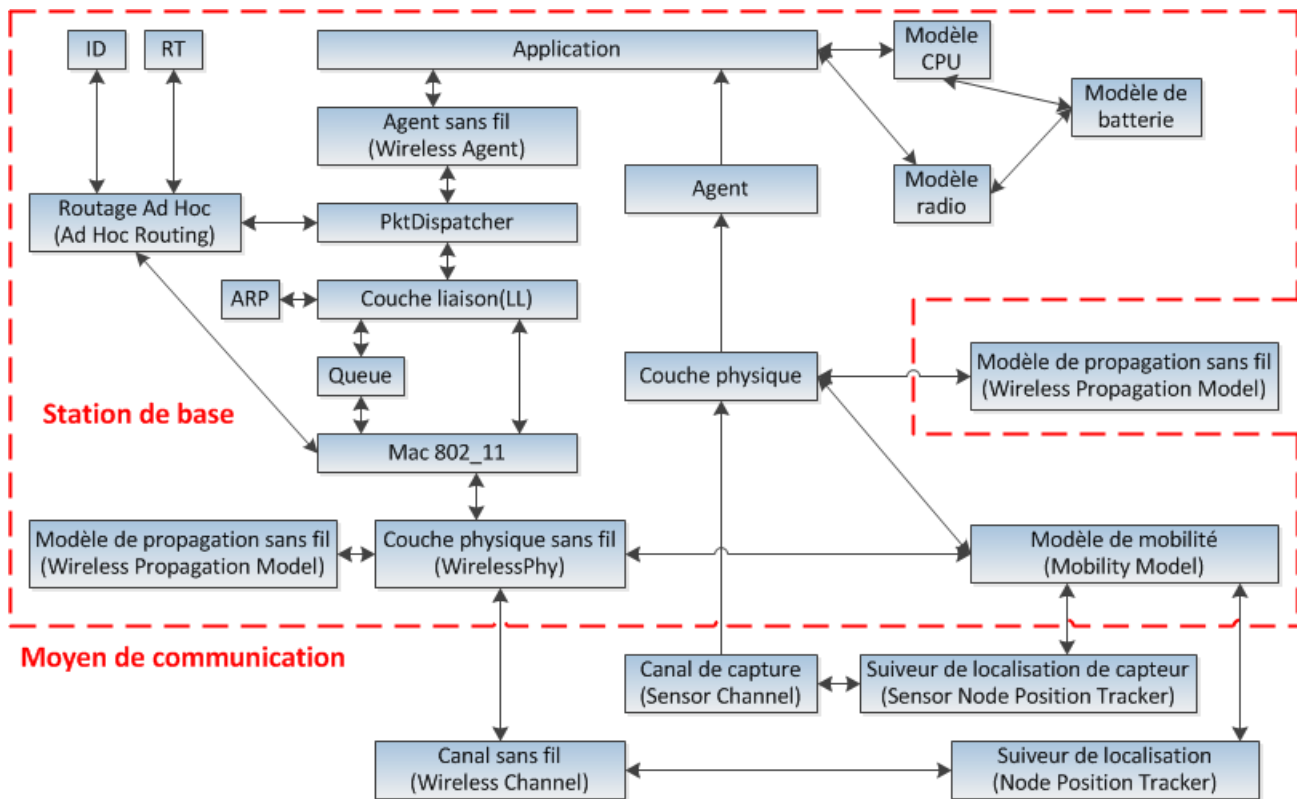 ID
RT
Application
Modèle
CPU
Modèle de
batterie
Agent sans fil
(Wireless Agent)
Agent
Modèle
radio
Routage Ad Hoc
(Ad Hoc Routing)
PktDispatcher
ARP
Couche liaison(LL)
Queue
Couche physique
Modèle de propagation sans fil
(Wireless Propagation Model)
Station de base
Mac 802_11
Modèle de propagation sans fil
(Wireless Propagation Model)
Couche physique sans fil
(WirelessPhy)
Modèle de mobilité
(Mobility Model)
Moyen de communication
Canal de capture
(Sensor Channel)
Suiveur de localisation de capteur
(Sensor Node Position Tracker)
Canal sans fil
(Wireless Channel)
Suiveur de localisation
(Node Position Tracker)